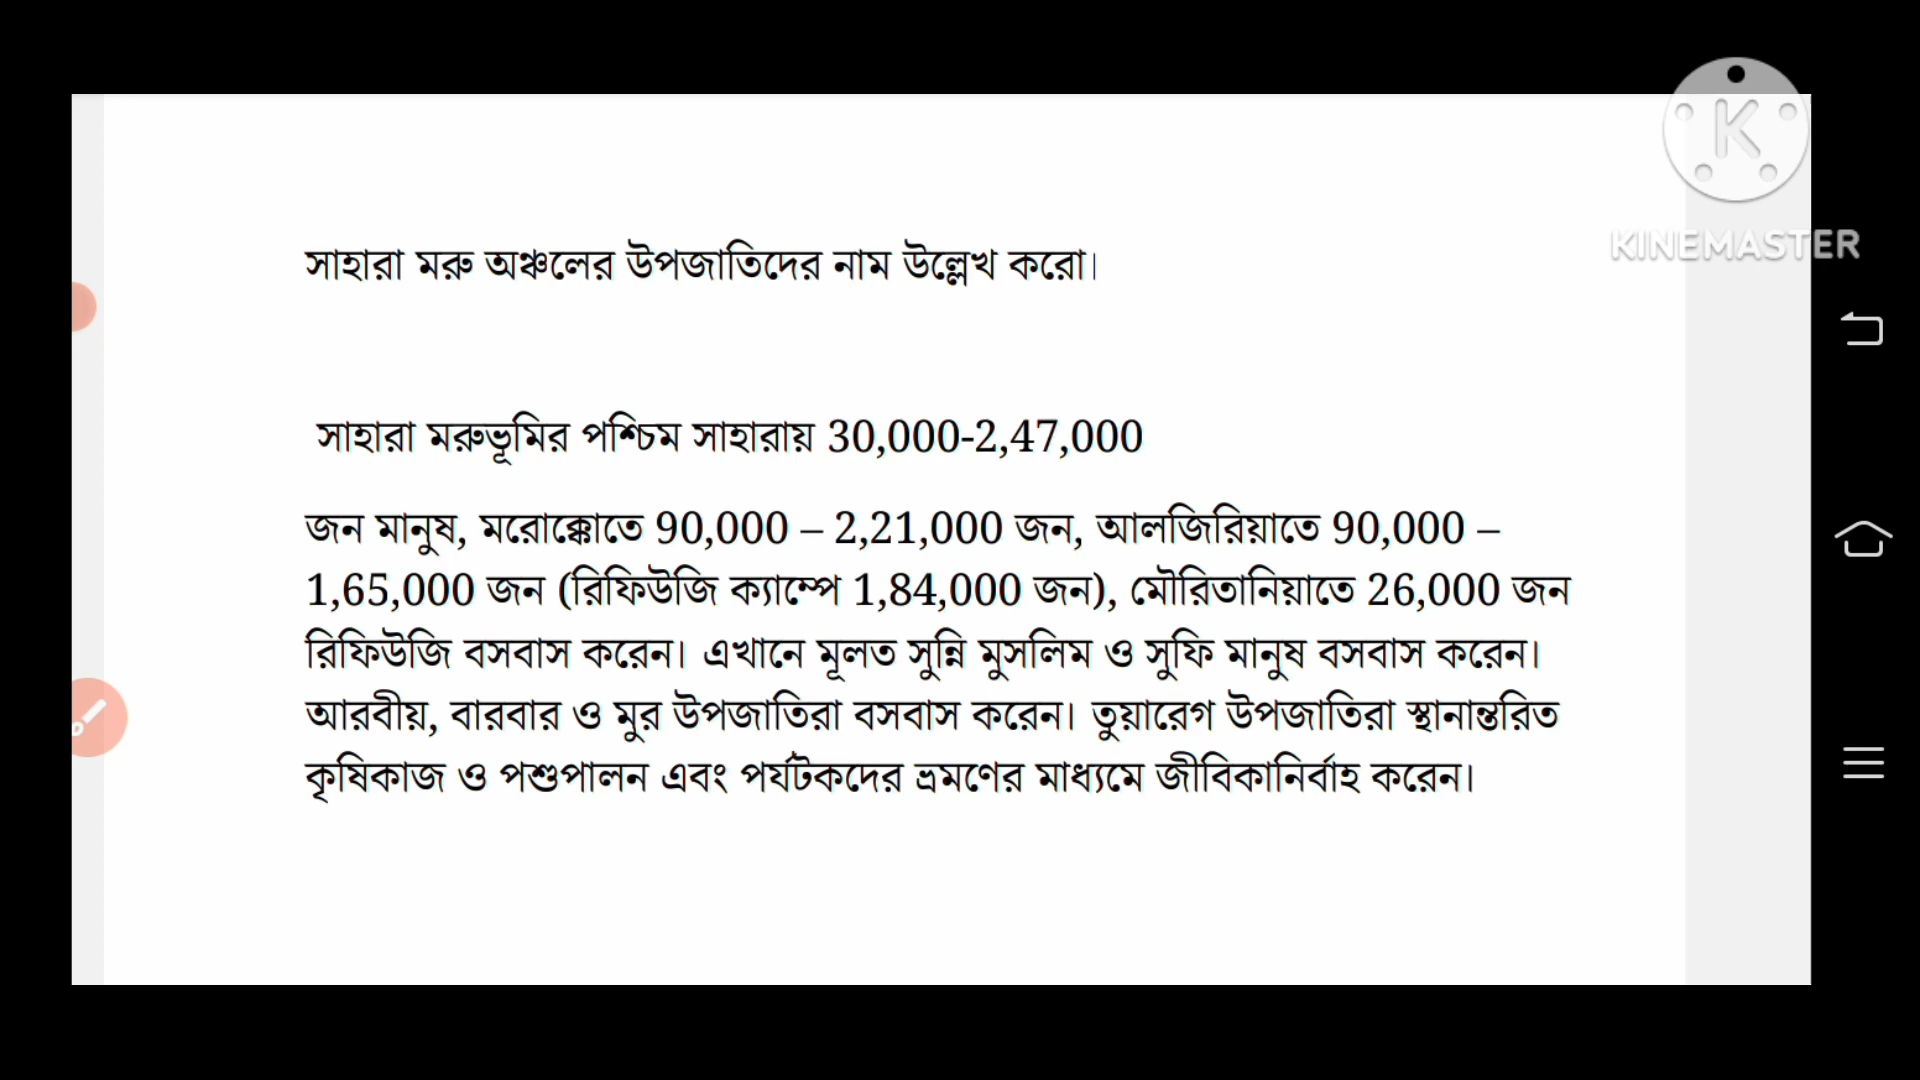 KINEMASTER
সাহারা মরু অঞ্চলের উপজাতিদের নাম উল্লেখ করো।
সাহারা মরুভূমির পশ্চিম সাহারায় 30,000-2,47,000
জন মানুষ, মরোক্কোতে 90,000 – 2,21,000 জন, আলজিরিয়াতে 90,000 –
1,65,000 জন (রিফিউজি ক্যাম্পে 1,84,000 জন), মৌরিতানিয়াতে 26,000 জন
রিফিউজি বসবাস করেন। এখানে মূলত সুন্নি মুসলিম ও সুফি মানুষ বসবাস করেন।
আরবীয়, বারবার ও মুর উপজাতিরা বসবাস করেন। তুয়ারেগ উপজাতিরা স্থানান্তরিত
কৃষিকাজ ও পশুপালন এবং পর্যটকদের ভ্রমণের মাধ্যমে জীবিকানির্বাহ করেন।